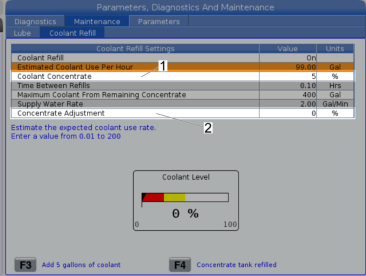 Parameters, Diagnostics And Maintenance
Diagnostics Maintenance Parameters
Lube Coolant Refill
Coolant Refill Settings Value Units
Coolant Refill On
Estimated Coolant Use Per Hour 99.00 Gal
1
Coolant Concentrate 5 %
Time Between Refills 0.10 Hrs
Maximum Coolant From Remaining Concentrate 400 Gal
Supply Water Rate 2.00 Gal/Min
Concentrate Adjustment 0 %
2
Estimate the expected coolant use rate.
Enter a value from 0.01 to 200
Coolant Level
0 %
0 100
F3 Add 5 gallons of coolant F4 Concentrate tank refilled